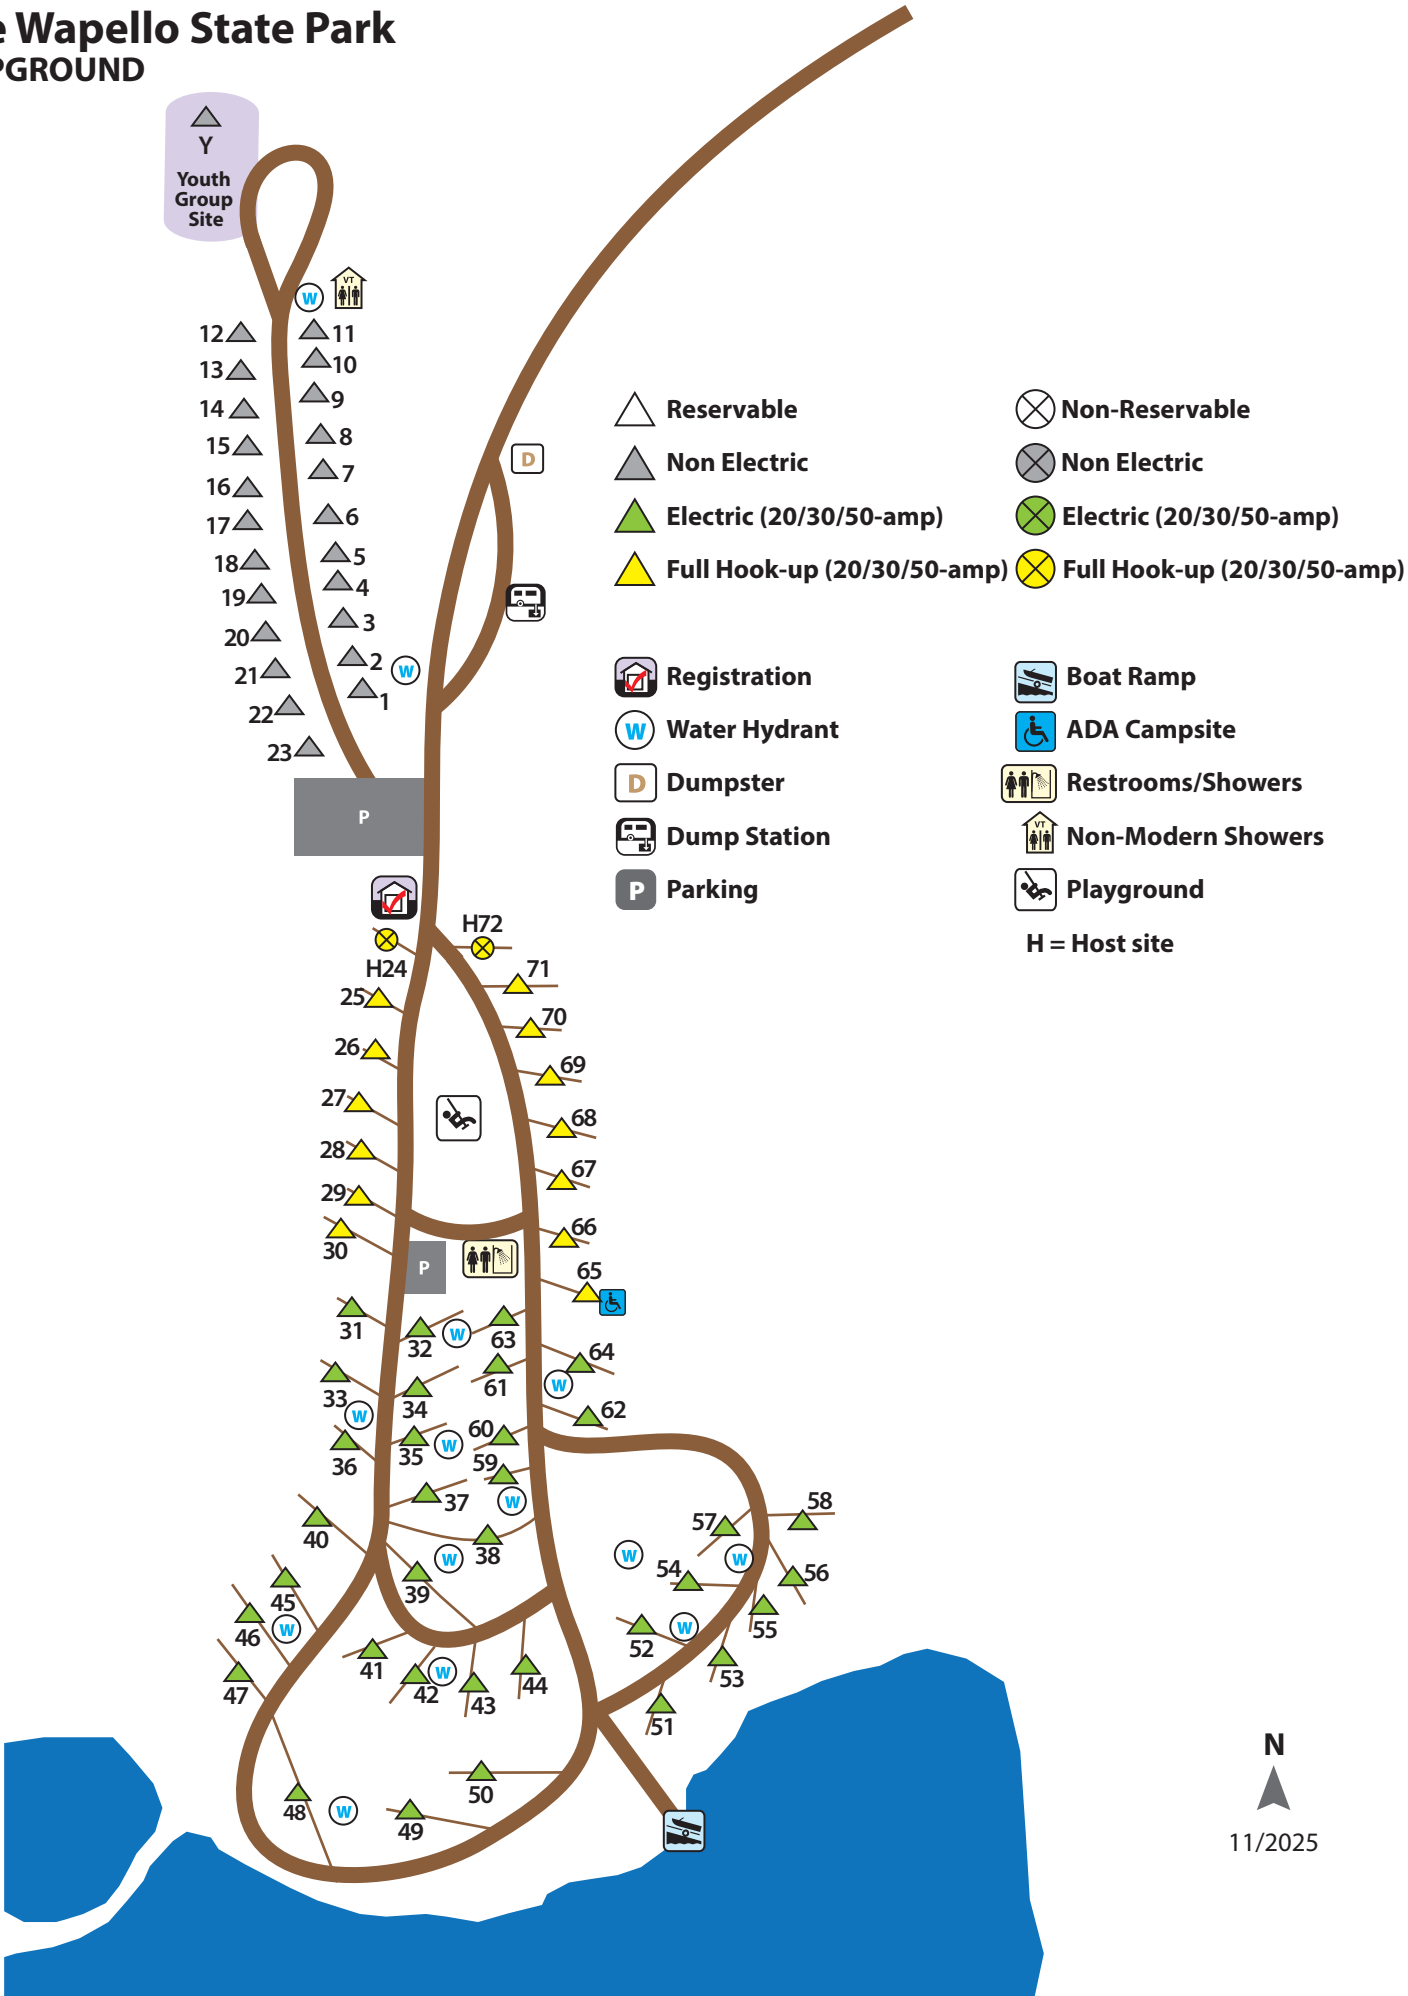 e Wapello State Park
PGROUND
Y
Youth
Group
Site
W
VT
12
11
13
10
14
9
15
8
16
7
17
6
18
5
19
4
20
3
21
2
W
22
1
23
P
D
Reservable
Non-Reservable
Non Electric
Non Electric
Electric (20/30/50-amp)
Electric (20/30/50-amp)
Full Hook-up (20/30/50-amp)
Full Hook-up (20/30/50-amp)
Registration
Boat Ramp
W Water Hydrant
ADA Campsite
D Dumpster
Restrooms/Showers
Dump Station
VT Non-Modern Showers
P Parking
Playground
H = Host site
H72
H24
71
25
70
26
69
27
68
28
67
29
66
30
P
65
31
32
W
63
64
33
34
61
W
62
W
35
W
60
36
59
37
W
58
57
40
38
W
W
W
54
56
39
45
46
W
52
W
55
41
42
W
43
44
53
47
51
50
48
W
49
N
11/2025